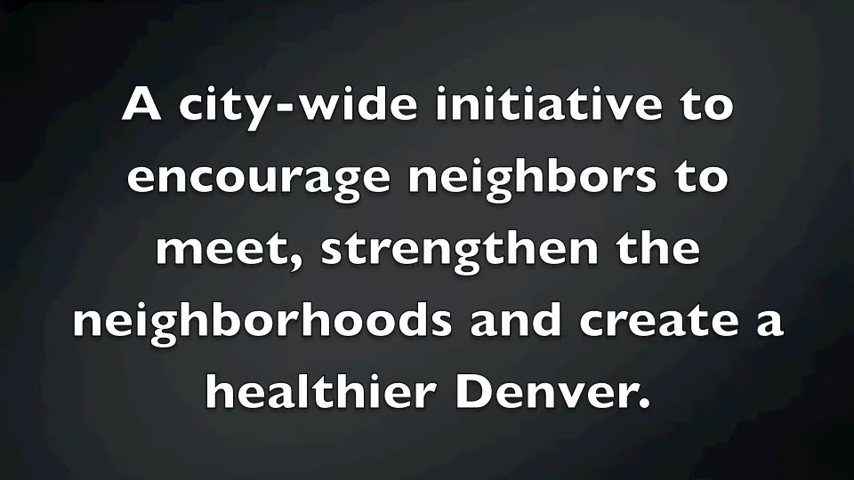 A city-wide initiative to
encourage neighbors to
meet, strengthen the
neighborhoods and create a
healthier Denver.